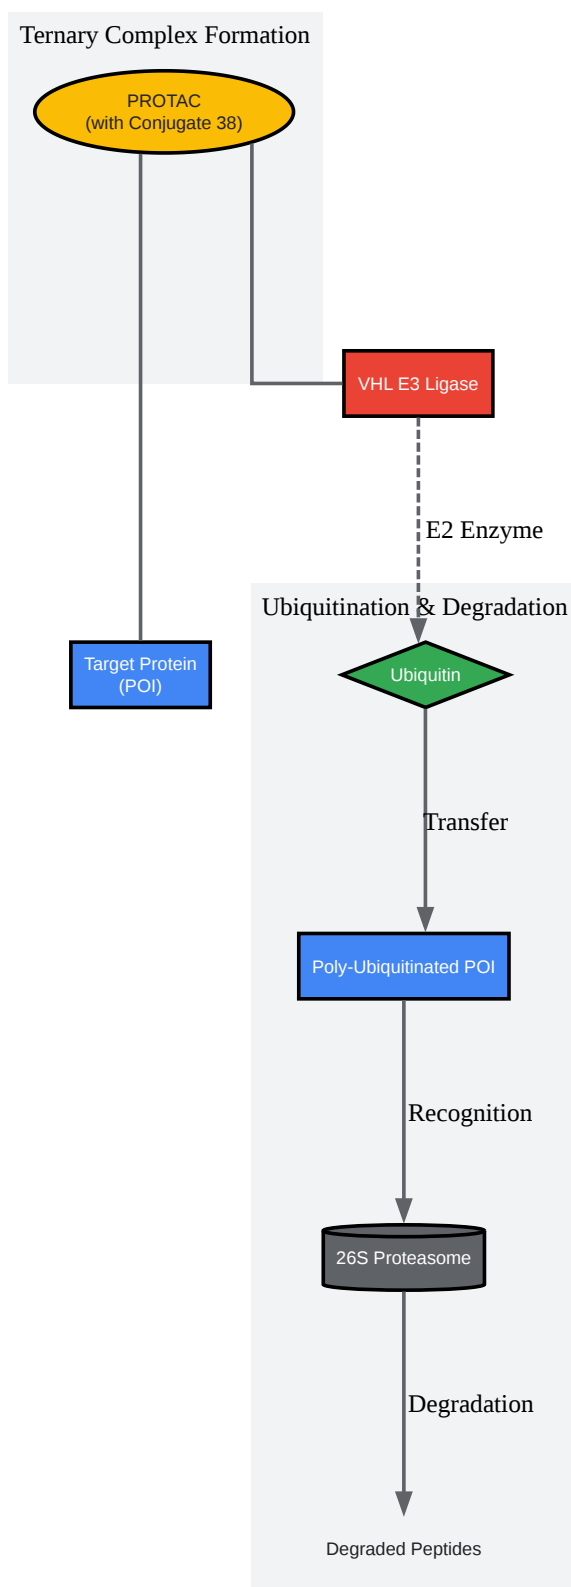 Ternary Complex Formation
PROTAC
(with Conjugate 38)
VHL E3 Ligase
E2 Enzyme
Ubiquitination & Degradation
Target Protein
(POI)
Ubiquitin
Transfer
Poly-Ubiquitinated POI
Recognition
26S Proteasome
Degradation
Degraded Peptides